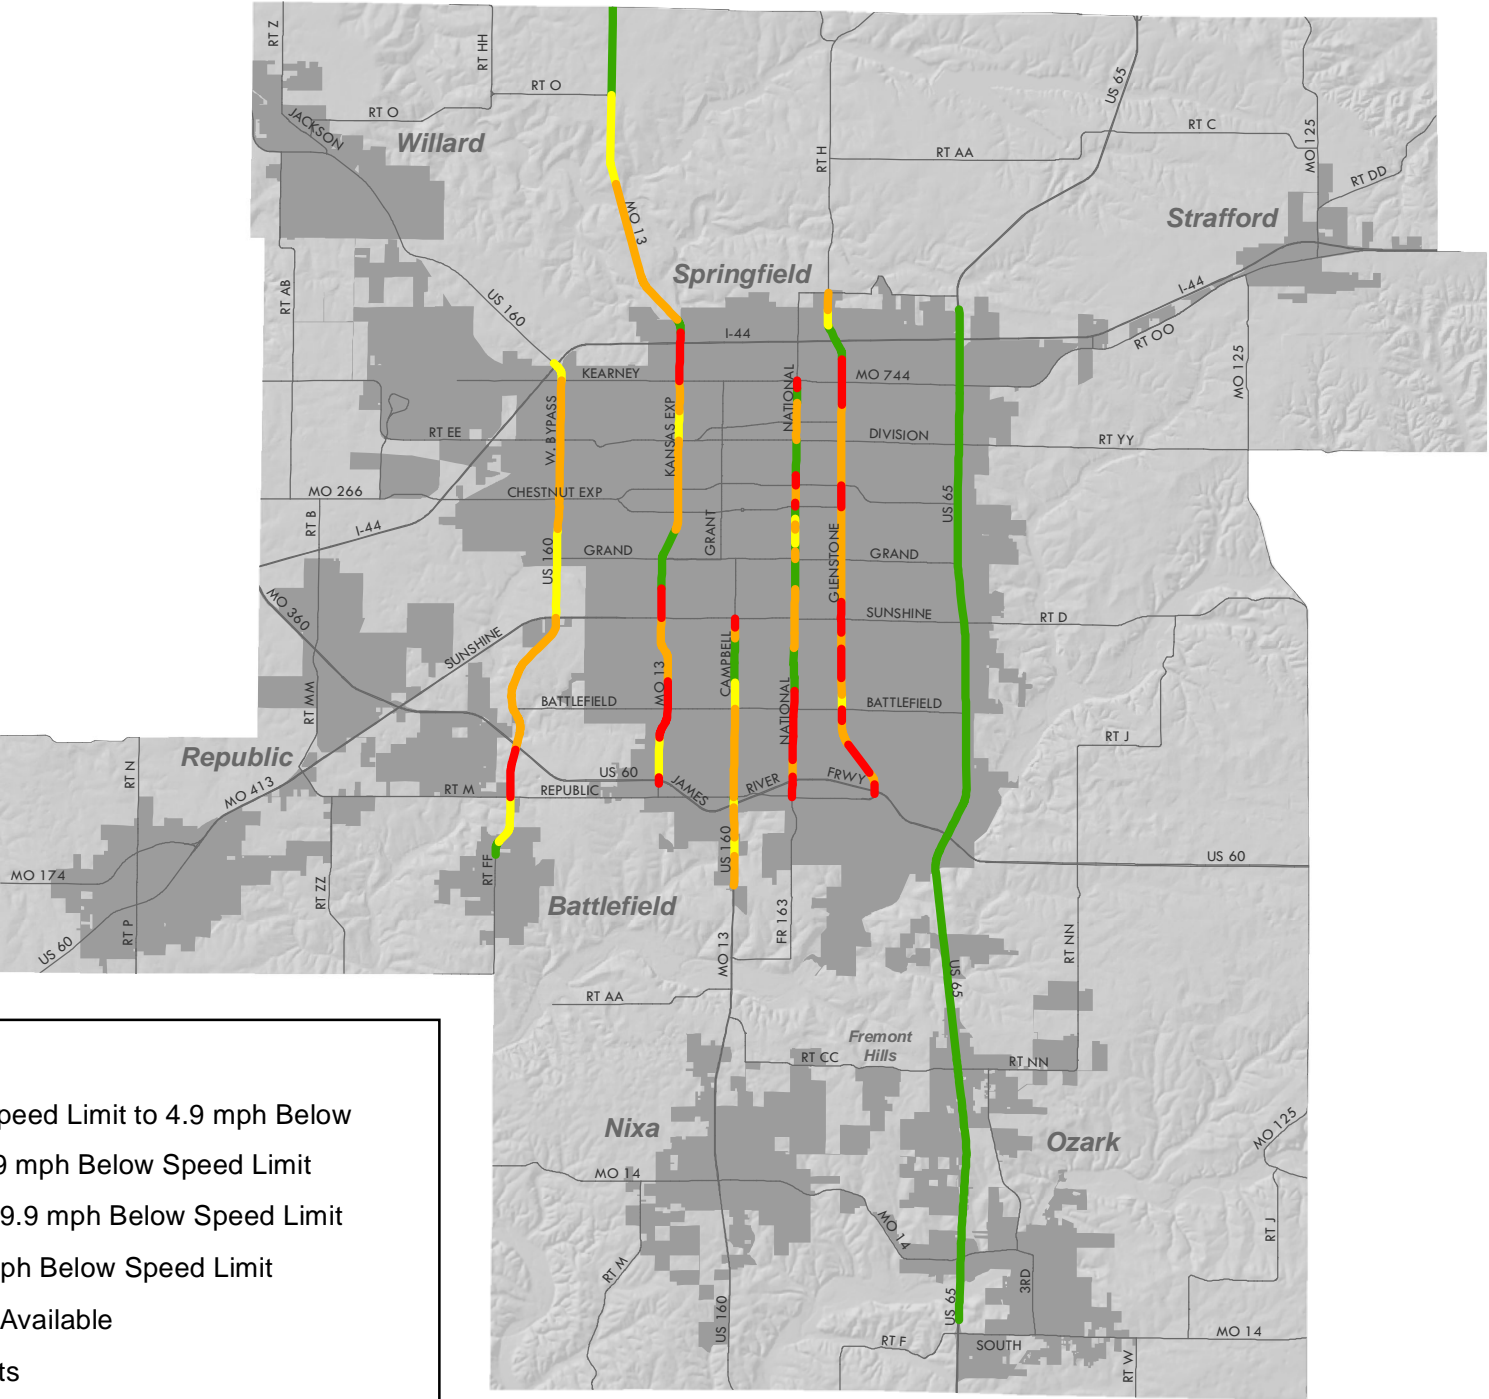 RT Z
RT HH
RT O
RT O
JACKSON
Willard
US 65
RT C
MO 125
RT H
RT AA
RT DD
MO 13
Strafford
Springfield
RT AB
US 160
I-44
I-44
RT OO
MO 125
KEARNEY
NATIONAL
MO 744
W. BYPASS
KANSAS EXP
RT EE
DIVISION
RT YY
MO 266
CHESTNUT EXP
US 65
RT B
I-44
GRANT
US 160
GRAND
GLENSTONE
GRAND
MO 360
SUNSHINE
RT D
SUNSHINE
CAMPBELL
MO 13
RT MM
BATTLEFIELD
NATIONAL
BATTLEFIELD
RT J
Republic
RT N
US 60
JAMES
RIVER
FRWY
MO 413
RT M
REPUBLIC
US 160
US 60
MO 174
RT FF
RT ZZ
Battlefield
RT P
FR 163
US 60
MO 13
RT NN
US 65
RT AA
Fremont
Hills
RT CC
RT NN
peed Limit to 4.9 mph Below
Nixa
Ozark
MO 125
9 mph Below Speed Limit
MO 14
9.9 mph Below Speed Limit
MO 14
RT J
ph Below Speed Limit
RT M
3RD
Available
US 160
US 65
RT F
SOUTH
MO 14
RT W
ts